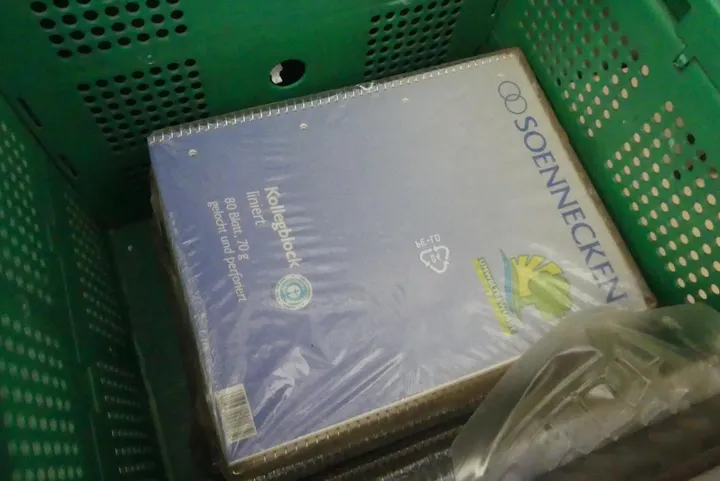 SOENNECKEN
Kollegblock
liniert
80 Blatt, 70 g
gelocht und perforiert